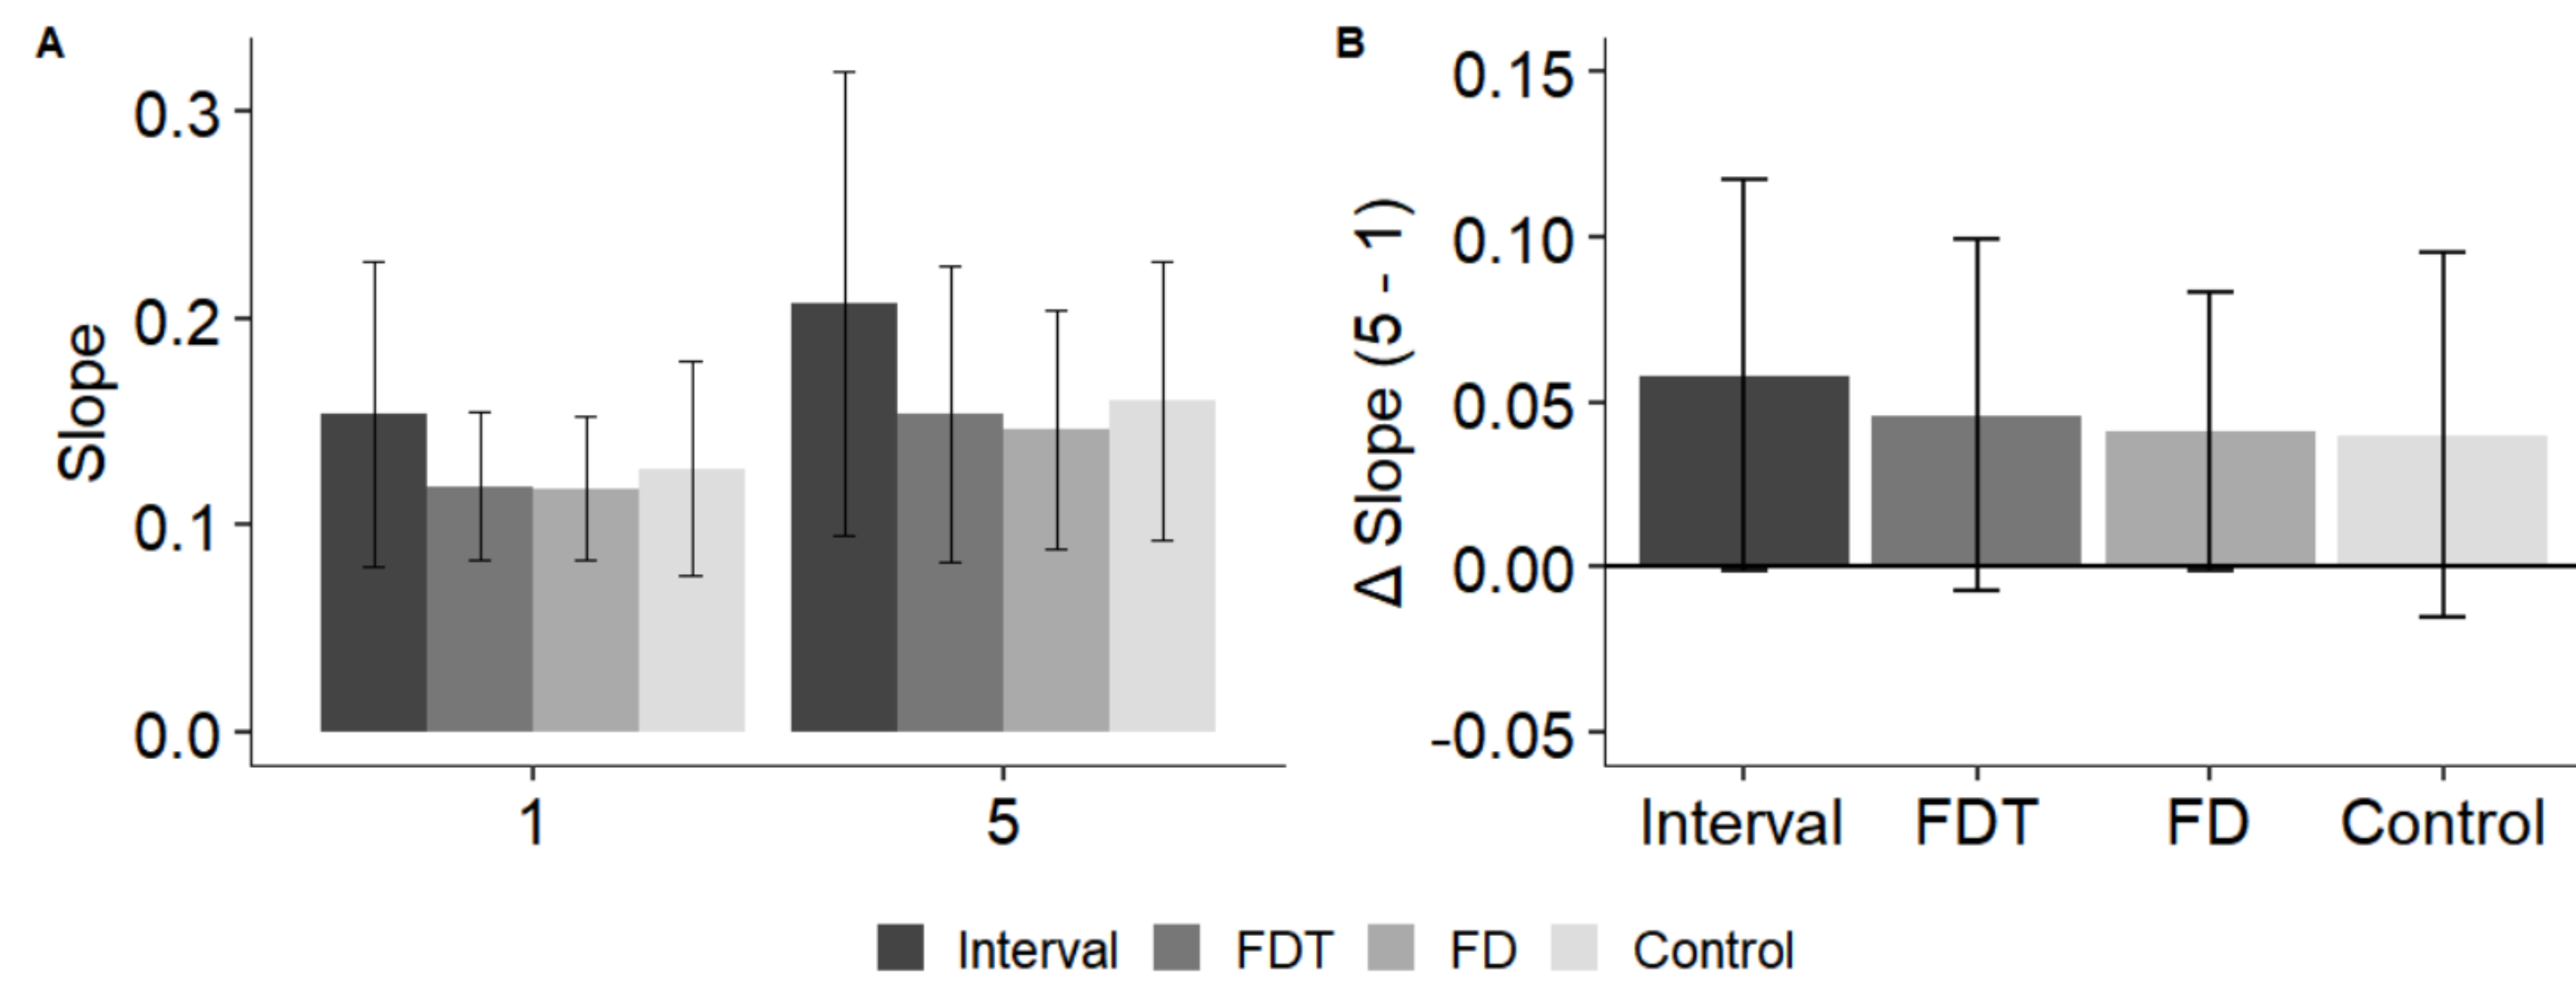 A
Slope
0.3
0.2
0.1
0.0
1 5
B
Δ Slope (5 - 1)
0.15
0.10
0.05
0.00
-0.05
Interval FDT FD Control
Interval FDT FD Control